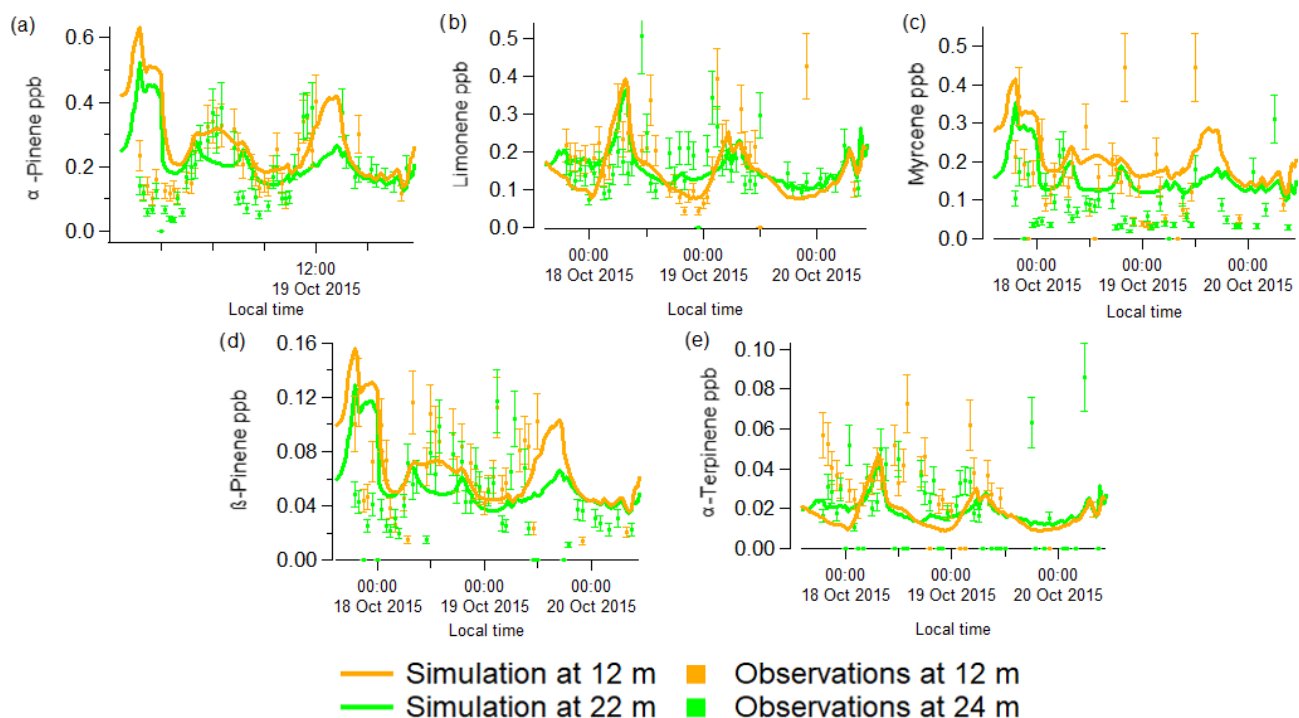 (a)
α -Pinene ppb
0.6
0.4
0.2
0.0
12:00
19 Oct 2015
Local time
(b)
Limonene ppb
0.5
0.4
0.3
0.2
0.1
0.0
00:00 00:00 00:00
18 Oct 2015 19 Oct 2015 20 Oct 2015
Local time
(c)
Myrcene ppb
0.5
0.4
0.3
0.2
0.1
0.0
00:00 00:00 00:00
18 Oct 2015 19 Oct 2015 20 Oct 2015
Local time
(d)
ß-Pinene ppb
0.16
0.12
0.08
0.04
0.00
00:00 00:00 00:00
18 Oct 2015 19 Oct 2015 20 Oct 2015
Local time
(e)
α-Terpinene ppb
0.10
0.08
0.06
0.04
0.02
0.00
00:00 00:00 00:00
18 Oct 2015 19 Oct 2015 20 Oct 2015
Local time
Simulation at 12 m Observations at 12 m
Simulation at 22 m Observations at 24 m